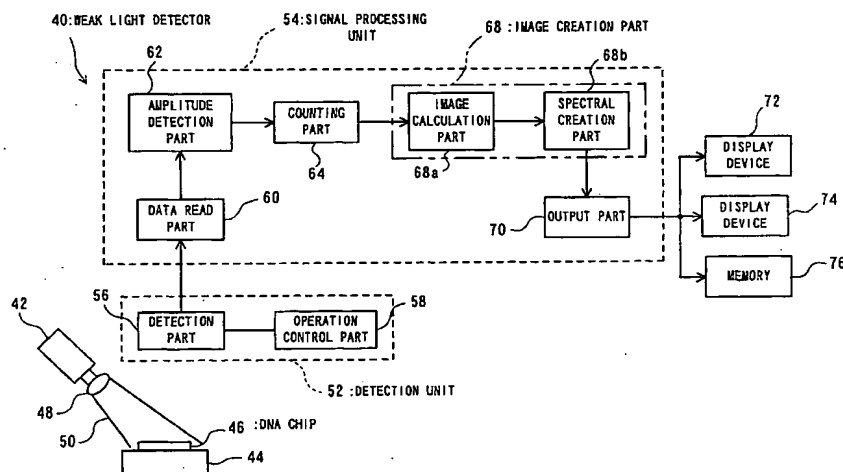 40:WEAK LIGHT DETECTOR
54:SIGNAL PROCESSING
UNIT
68:IMAGE CREATION PART
62
68b
AMPLITUDE
DETECTION
PART
COUNTING
PART
64
IMAGE
CALCULATION
PART
68a
SPECTRAL
CREATION
PART
72
DISPLAY
DEVICE
DATA READ
PART
60
70
OUTPUT PART
74
DISPLAY
DEVICE
76
MEMORY
42
56
DETECTION
PART
OPERATION
CONTROL PART
58
52:DETECTION UNIT
48
50
46:DNA CHIP
44